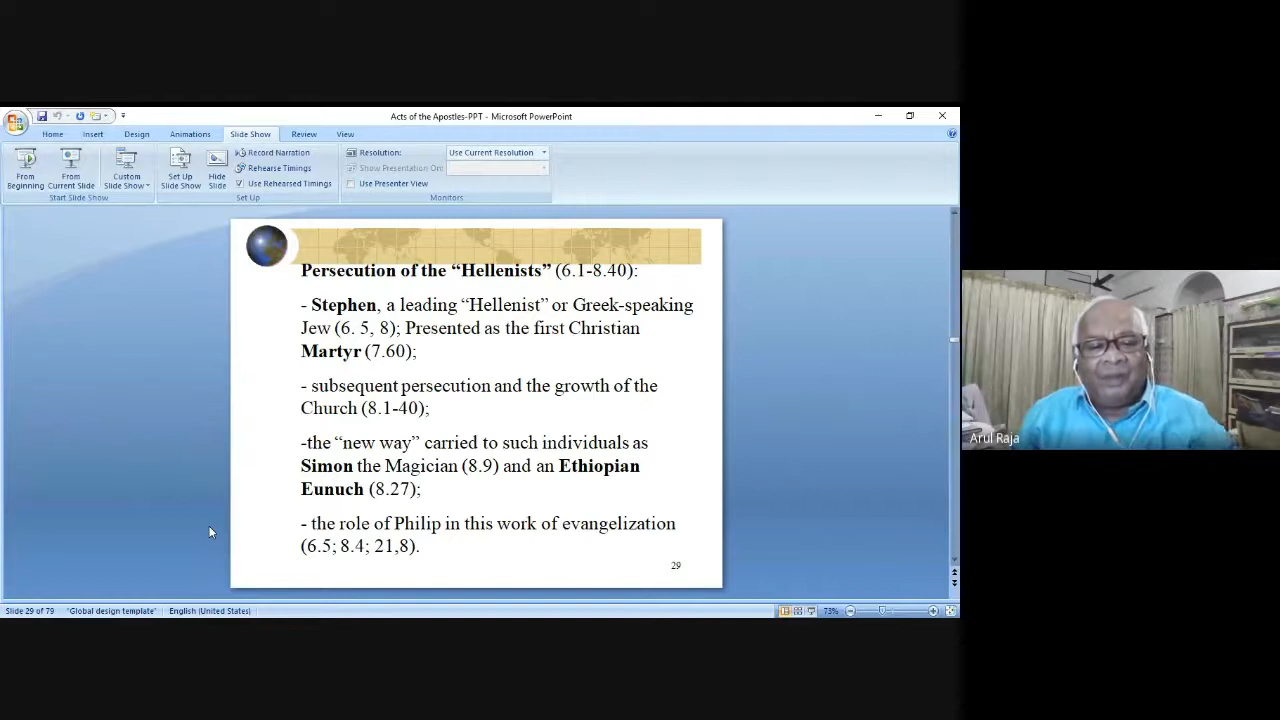 Acts of the Apostles-PPT - Microsoft PowerPoint
Home Insert Design Animations Slide Show Review View
From Beginning
From Current Slide
Custom Slide Show
Start Slide Show
Set Up Slide Show
Hide Slide
Record Narration
Rehearse Timings
Use Rehearsed Timings
Set Up
Resolution: Use Current Resolution
Show Presentation On:
Use Presenter View
Monitors
Persecution of the “Hellenists” (6.1-8.40):
- Stephen, a leading “Hellenist” or Greek-speaking
Jew (6. 5, 8); Presented as the first Christian
Martyr (7.60);
- subsequent persecution and the growth of the
Church (8.1-40);
-the “new way” carried to such individuals as
Simon the Magician (8.9) and an Ethiopian
Eunuch (8.27);
- the role of Philip in this work of evangelization
(6.5; 8.4; 21,8).
29
Arul Raja
Slide 29 of 79 "Global design template" English (United States) 73%